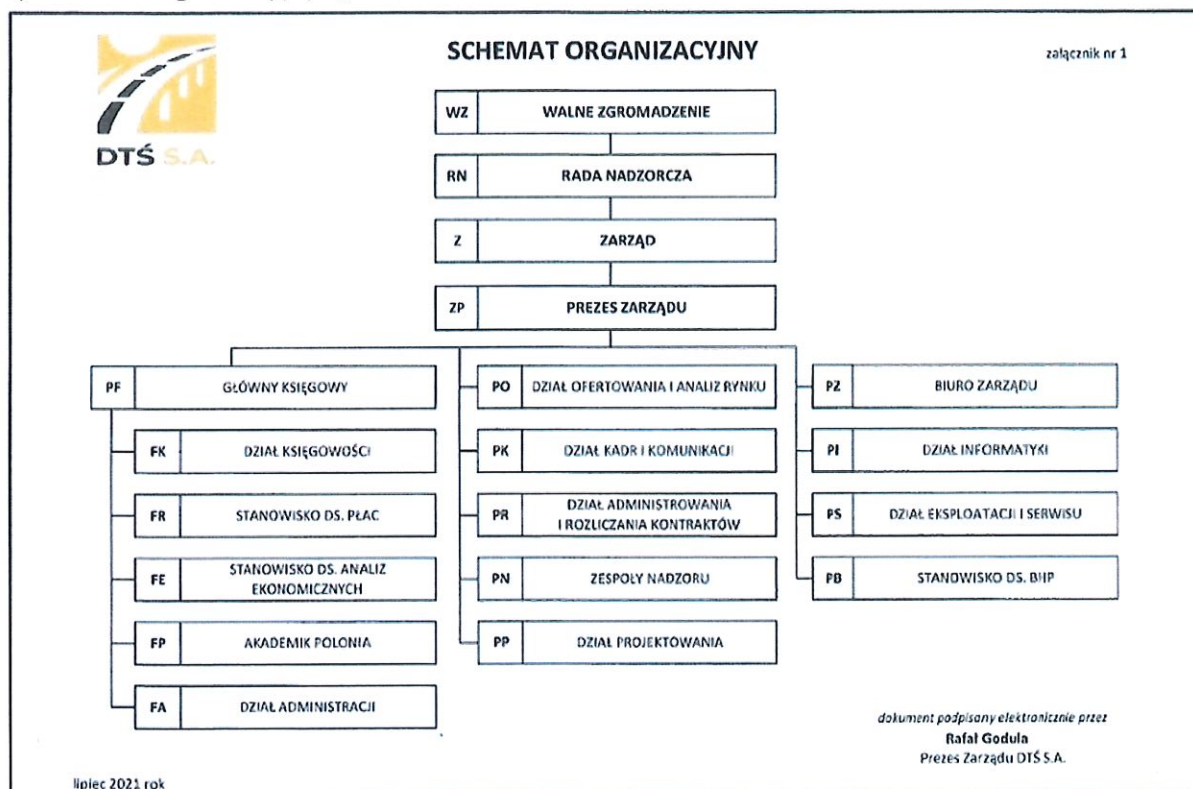 SCHEMAT ORGANIZACYJNY
załącznik nr 1
DTŚ S.A.
WZ WALNE ZGROMADZENIE
RN RADA NADZORCZA
Z ZARZĄD
ZP PREZES ZARZĄDU
PF GŁÓWNY KSIĘGOWY
FK DZIAŁ KSIĘGOWOŚCI
FR STANOWISKO DS. PŁAC
FE STANOWISKO DS. ANALIZ
EKONOMICZNYCH
FP AKADEMIK POLONIA
FA DZIAŁ ADMINISTRACJI
PO DZIAŁ OFERTOWANIA I ANALIZ RYNKU
PK DZIAŁ KADR I KOMUNIKACJI
PR DZIAŁ ADMINISTROWANIA
I ROZLICZANIA KONTRAKTÓW
PN ZESPOŁY NADZORU
PP DZIAŁ PROJEKTOWANIA
PZ BIURO ZARZĄDU
PI DZIAŁ INFORMATYKI
PS DZIAŁ EKSPLOATACJI I SERWISU
PB STANOWISKO DS. BHP
dokument podpisany elektronicznie przez
Rafał Godula
Prezes Zarządu DTŚ S.A.
lipiec 2021 rok